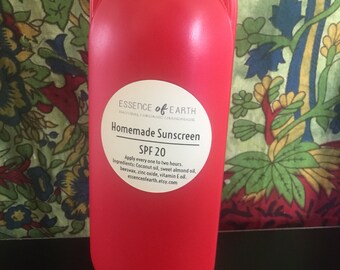 ESSENCE of EARTH
Homemade Sunscreen
SPF 20
Apply every one to two hours.
Ingredients: Coconut oil, sweet almond oil,
beeswax, zinc oxide, vitamin E oil.
essenceofearth.etsy.com